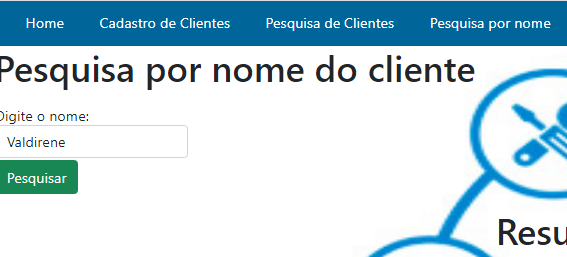 Home Cadastro de Clientes Pesquisa de Clientes Pesquisa por nome
Pesquisa por nome do cliente
Digite o nome:
Valdirene
Pesquisar
Resu